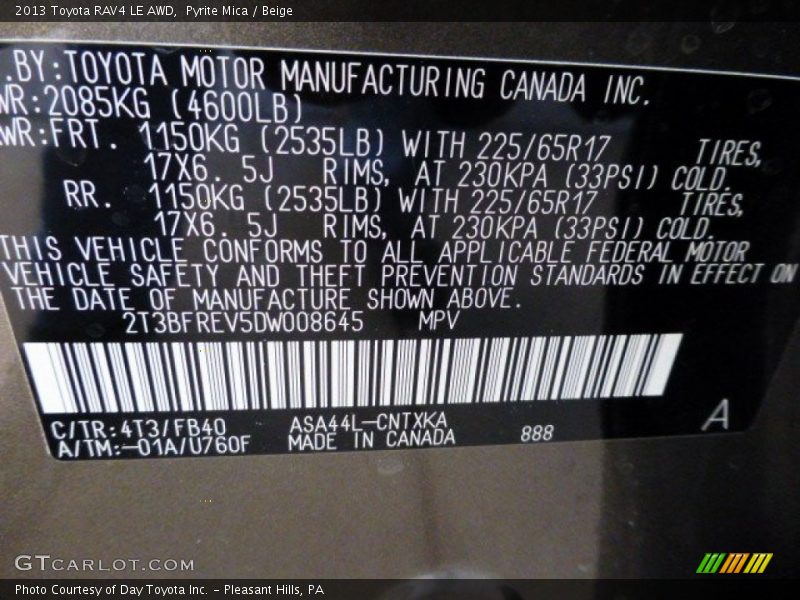 2013 Toyota RAV4 LE AWD,  Pyrite Mica / Beige
.BY:TOYOTA MOTOR MANUFACTURING CANADA INC.
WR:2085KG (4600LB)
WR:FRT. 1150KG (2535LB) WITH 225/65R17 TIRES,
17X6. 5J RIMS, AT 230KPA (33PSI) COLD.
RR. 1150KG (2535LB) WITH 225/65R17 TIRES,
17X6. 5J RIMS, AT 230KPA (33PSI) COLD.
THIS VEHICLE CONFORMS TO ALL APPLICABLE FEDERAL MOTOR
VEHICLE SAFETY AND THEFT PREVENTION STANDARDS IN EFFECT ON
THE DATE OF MANUFACTURE SHOWN ABOVE.
2T3BFREV5DW008645 MPV
C/TR:4T3/FB40 ASA44L-CNTXKA
A/TM:-01A/U760F MADE IN CANADA 888 A
GTCARLOT.COM
Photo Courtesy of Day Toyota Inc. - Pleasant Hills, PA